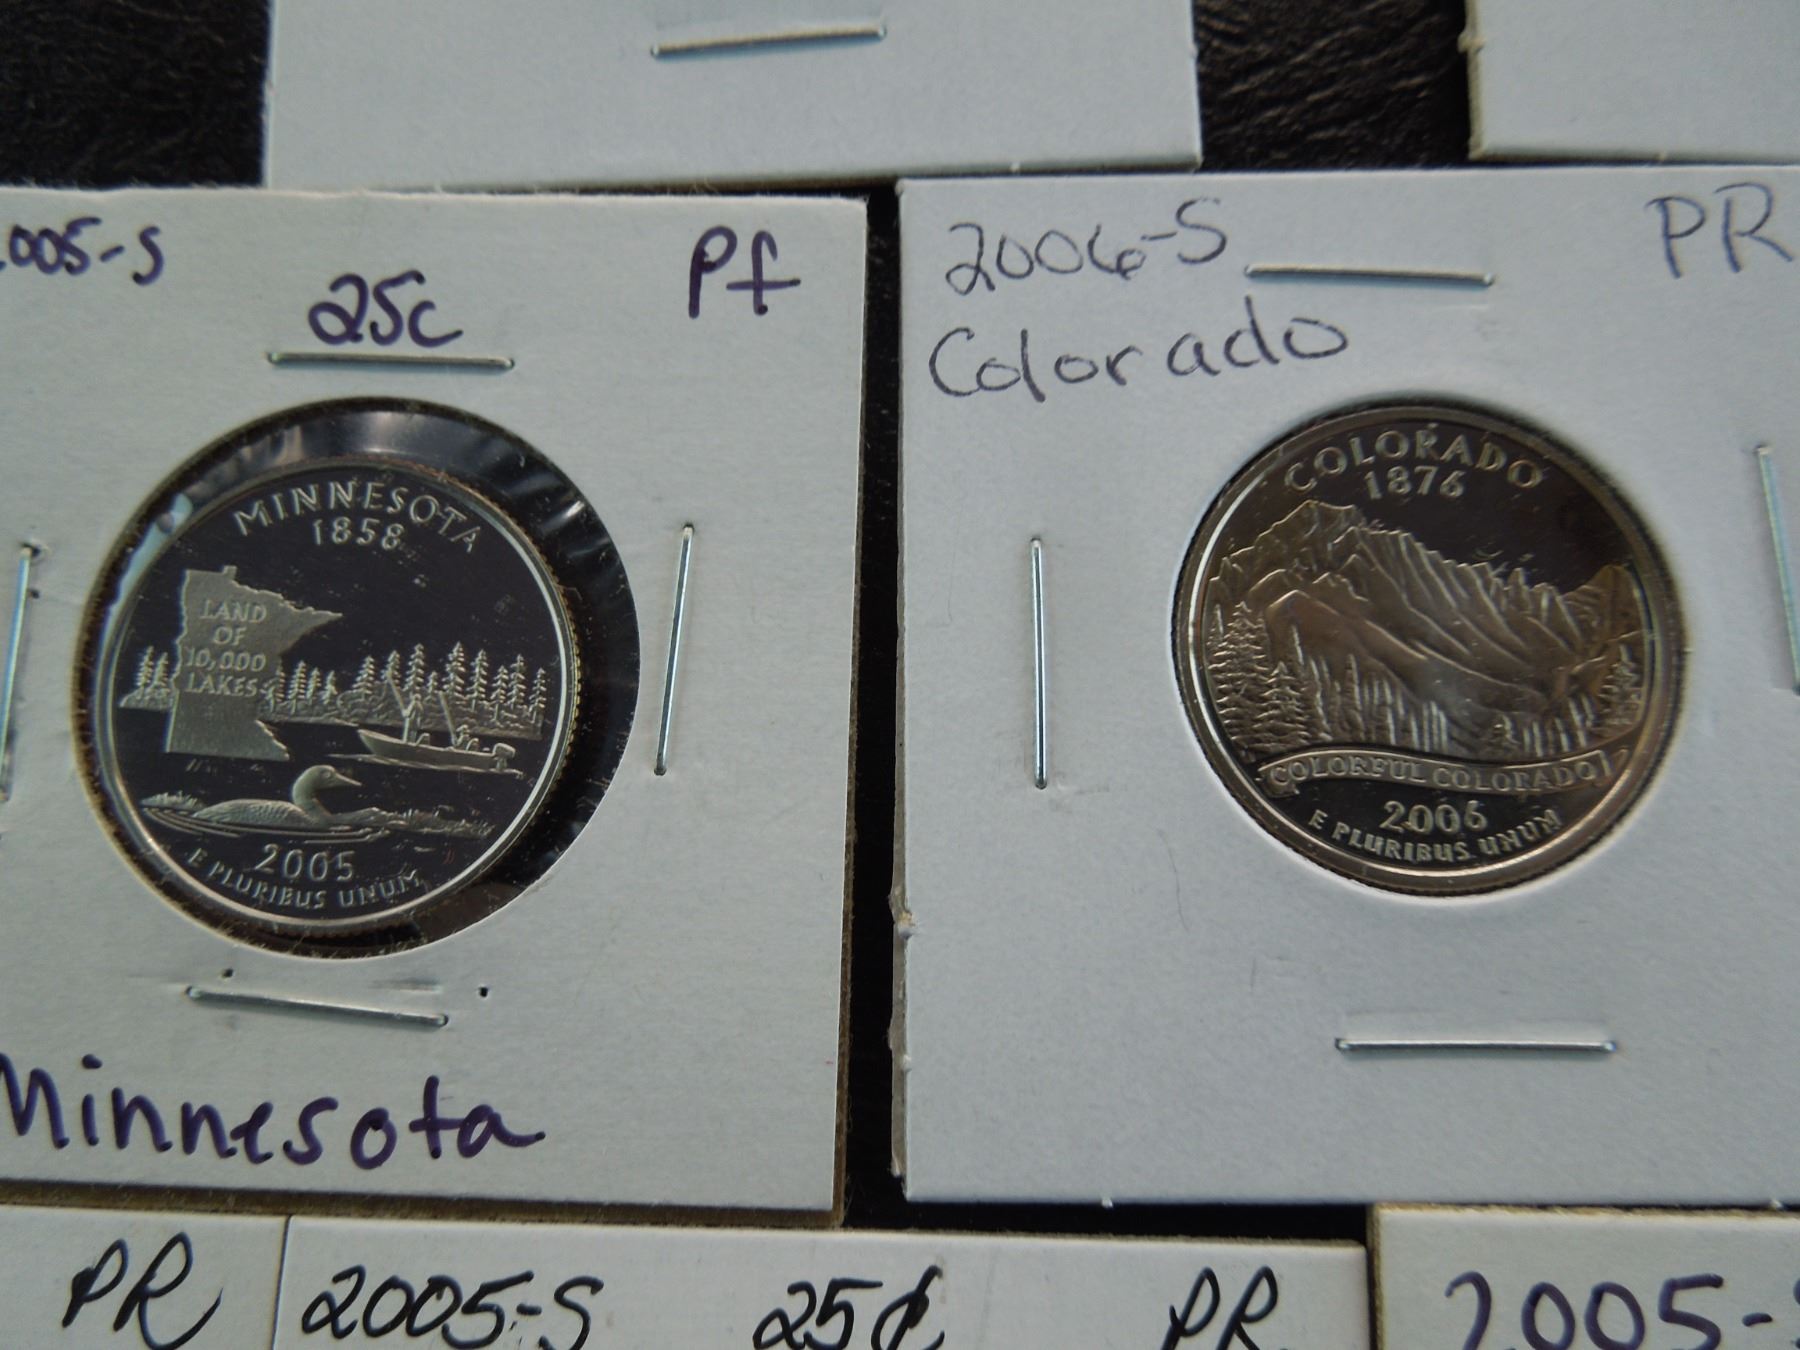 2005-S
25c
Pf
MINNESOTA
1858
LAND
OF
10,000
LAKES
2005
E PLURIBUS UNUM
Minnesota
2006-S
PR
Colorado
COLORADO
1876
COLORFUL COLORADO
2006
E PLURIBUS UNUM
PR
2005-S
25¢
PR
2005-S